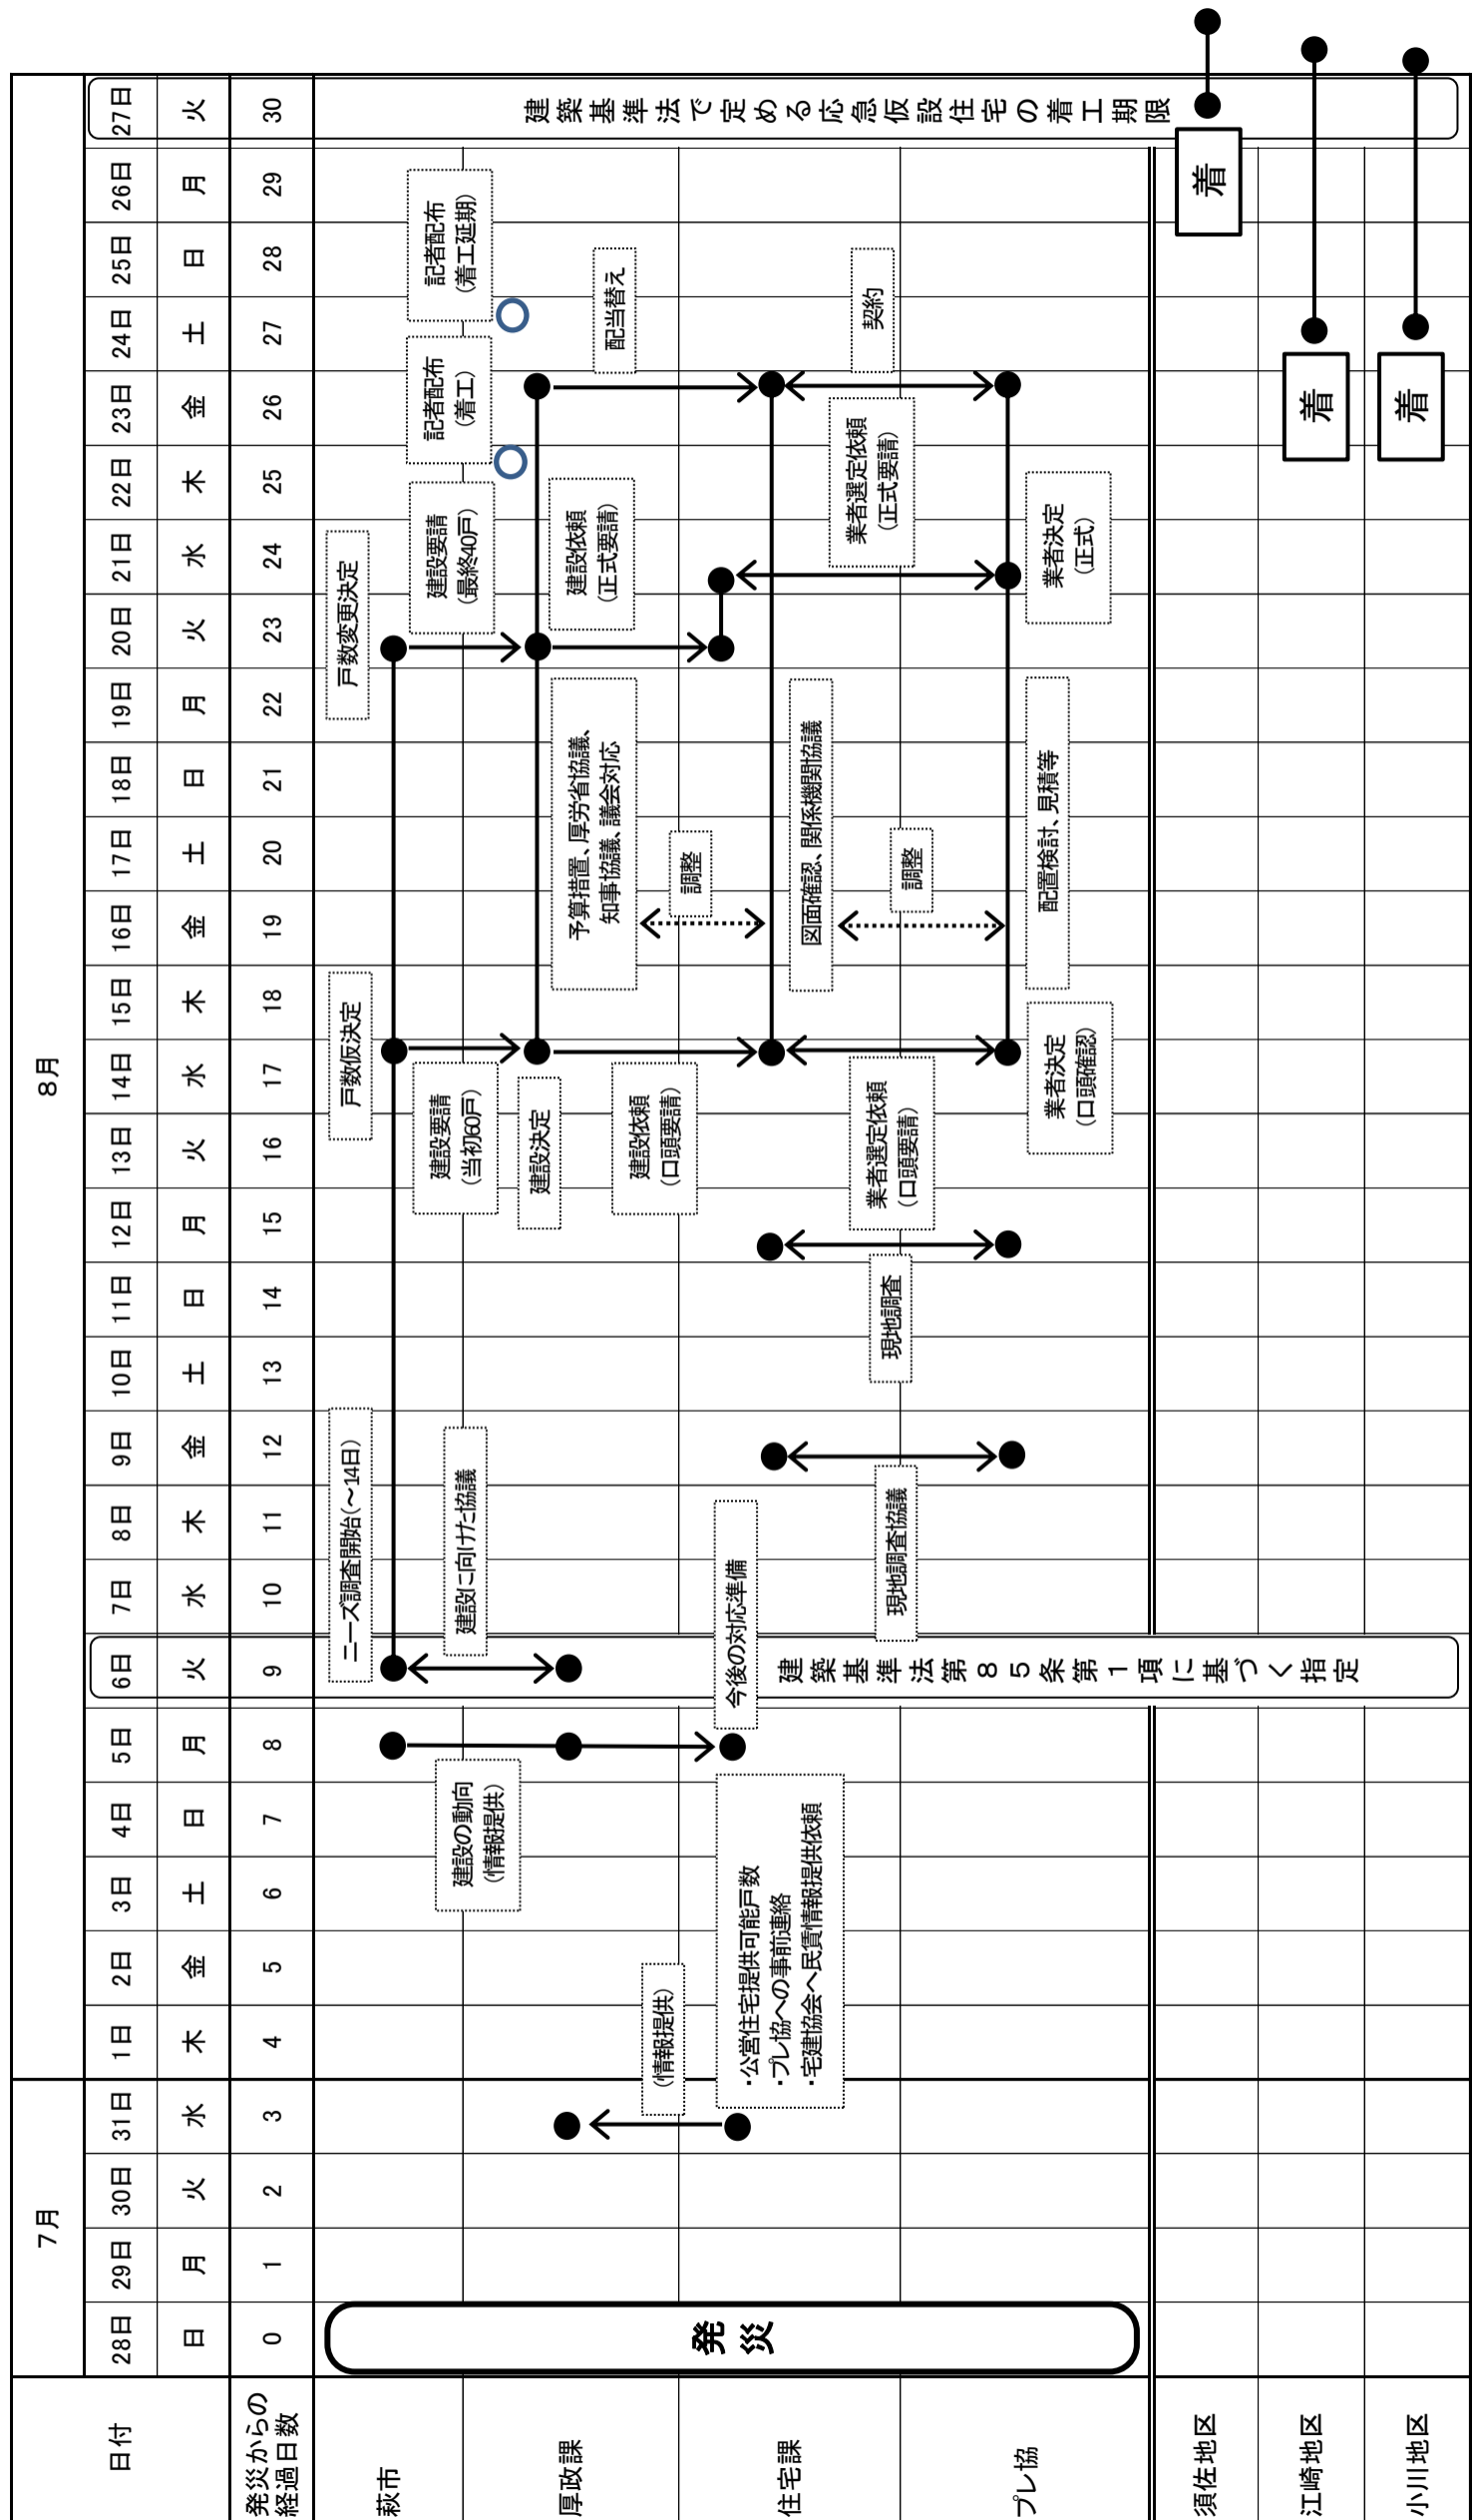 日付
7月
8月
28日
29日
30日
31日
1日
2日
3日
4日
5日
6日
7日
8日
9日
10日
11日
12日
13日
14日
15日
16日
17日
18日
19日
20日
21日
22日
23日
24日
25日
26日
27日
日
月
火
水
木
金
土
日
月
火
水
木
金
土
日
月
火
水
木
金
土
日
月
火
水
木
金
土
日
月
火
発災からの
経過日数
0
1
2
3
4
5
6
7
8
9
10
11
12
13
14
15
16
17
18
19
20
21
22
23
24
25
26
27
28
29
30
萩市
厚政課
住宅課
プレ協
須佐地区
江崎地区
小川地区
発
災
(情報提供)
・公営住宅提供可能戸数
・プレ協への事前連絡
・宅建協会へ民賃情報提供依頼
建設の動向
(情報提供)
今後の対応準備
建築基準法第85条第1項に基づく指定
ニーズ調査開始(～14日)
建設に向けた協議
現地調査協議
現地調査
戸数仮決定
建設要請
(当初60戸)
建設決定
建設依頼
(口頭要請)
業者選定依頼
(口頭要請)
業者決定
(口頭確認)
予算措置、厚労省協議、
知事協議、議会対応
調整
図面確認、関係機関協議
調整
配置検討、見積等
戸数変更決定
建設要請
(最終40戸)
建設依頼
(正式要請)
業者選定依頼
(正式要請)
業者決定
(正式)
記者配布
(着工)
記者配布
(着工延期)
配当替え
契約
建築基準法で定める応急仮設住宅の着工期限
着
着
着